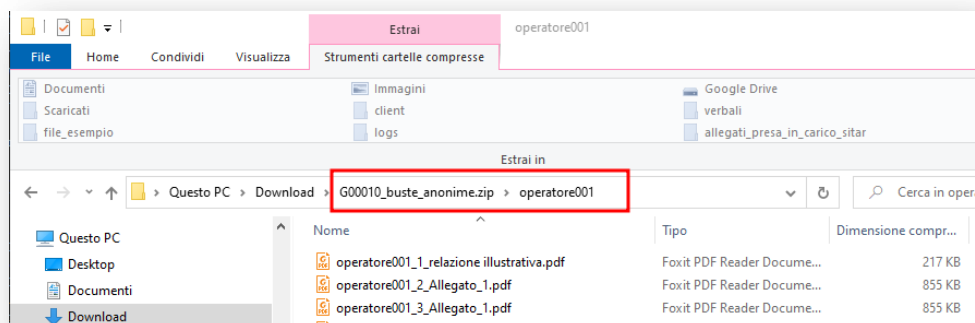 Estrai operatore001
File Home Condividi Visualizza Strumenti cartelle compresse
Documenti Immagini Google Drive
Scaricati client verbali
file_esempio logs allegati_presa_in_carico_sitar
Estrai in
Questo PC > Download > G00010_buste_anonime.zip > operatore001 Cerca in oper
Questo PC Nome Tipo Dimensione compr...
Desktop operatore001_1_relazione illustrativa.pdf Foxit PDF Reader Docume... 217 KB
Documenti operatore001_2_Allegato_1.pdf Foxit PDF Reader Docume... 855 KB
Download operatore001_3_Allegato_1.pdf Foxit PDF Reader Docume... 855 KB